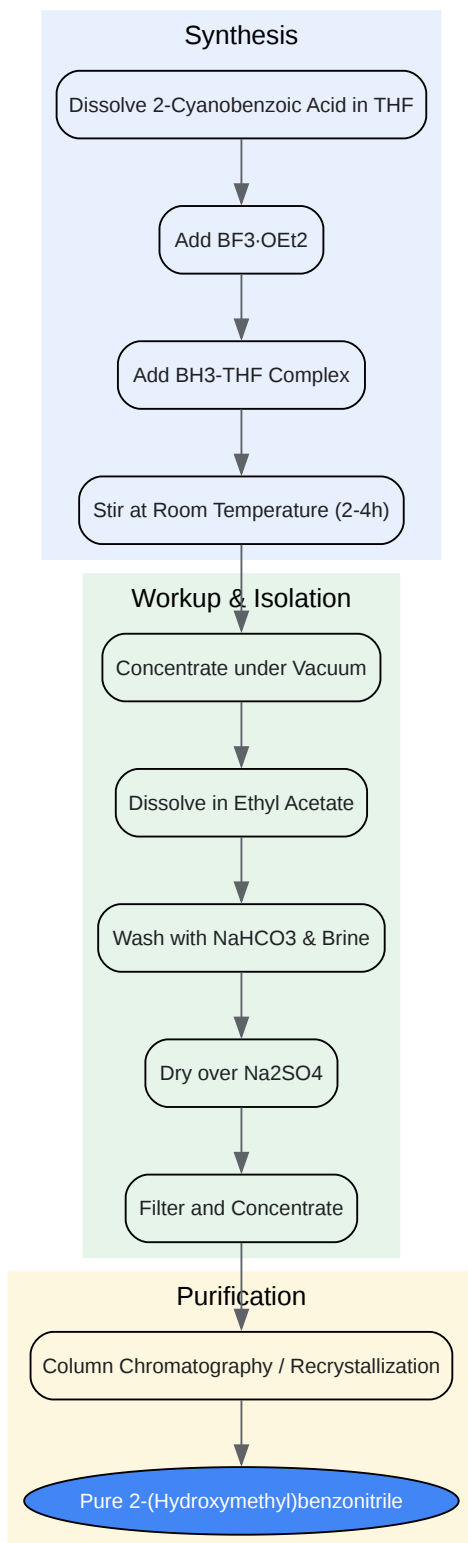 Synthesis
Dissolve 2-Cyanobenzoic Acid in THF
Add BF3·OEt2
Add BH3-THF Complex
Stir at Room Temperature (2-4h)
Workup & Isolation
Concentrate under Vacuum
Dissolve in Ethyl Acetate
Wash with NaHCO3 & Brine
Dry over Na2SO4
Filter and Concentrate
Purification
Column Chromatography / Recrystallization
Pure 2-(Hydroxymethyl)benzonitrile